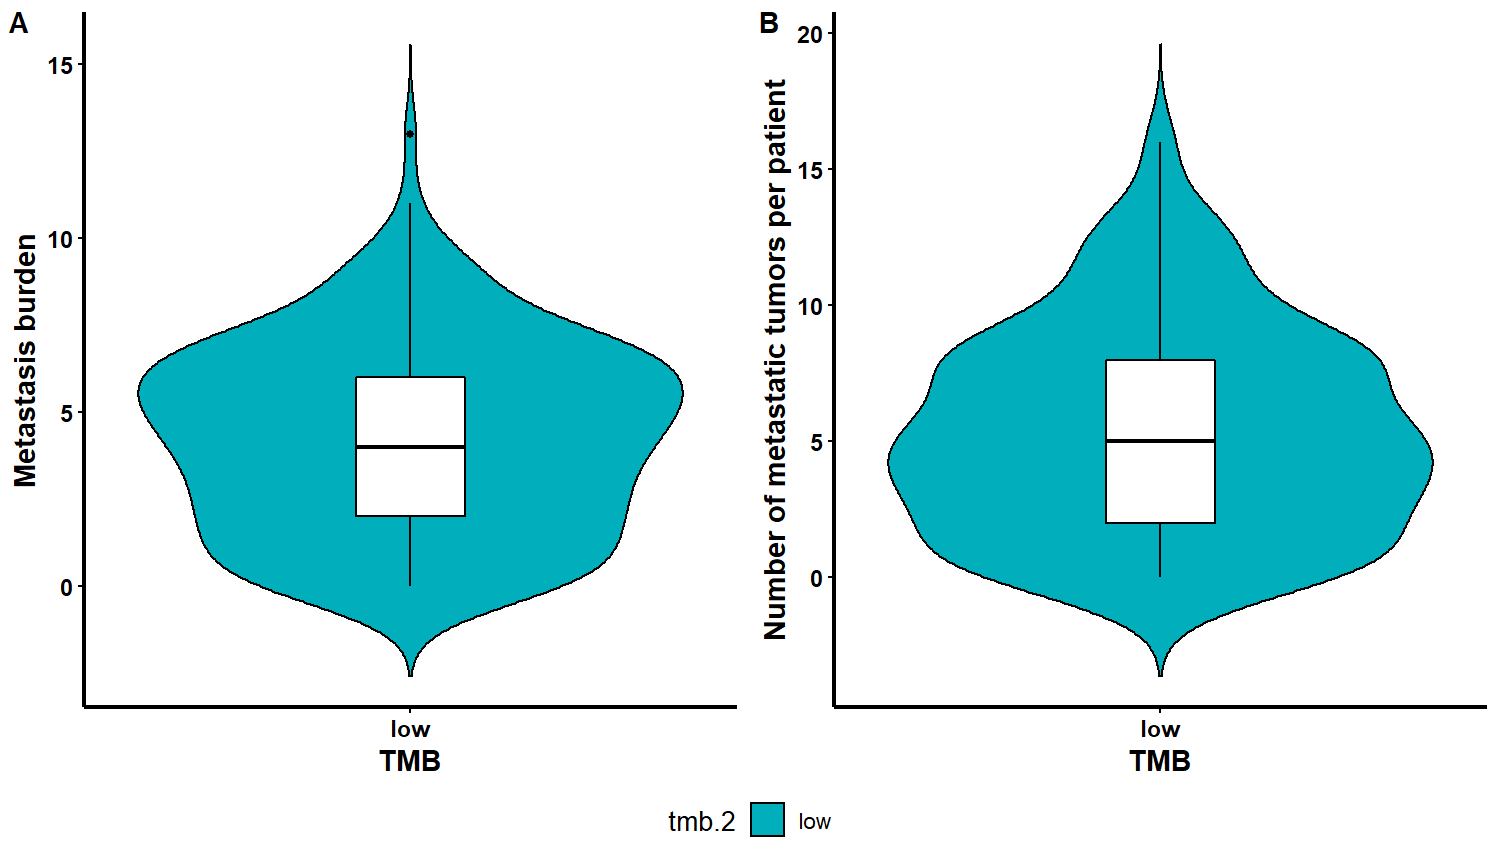 A
Metastasis burden
15
10
5
0
low
TMB
B
Number of metastatic tumors per patient
20
15
10
5
0
low
TMB
tmb.2 low